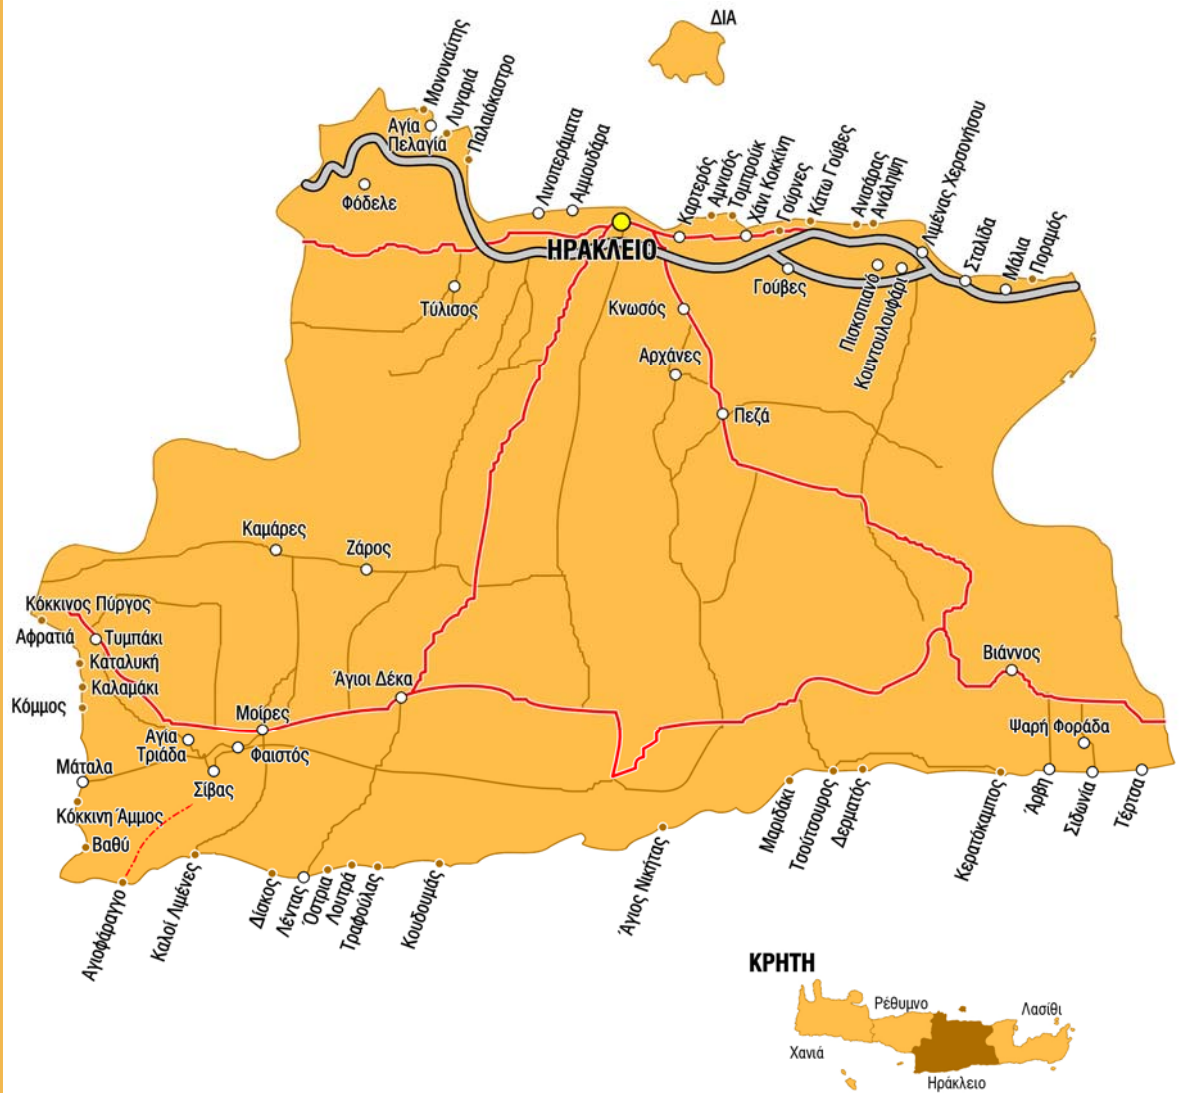 ΔΙΑ
Μονοναύτης
Λυγαριά
Παλαιόκαστρο
Αγία
Πελαγία
Φόδελε
Λινοπεράματα
Αμμουδάρα
ΗΡΑΚΛΕΙΟ
Καρτερός
Αμνισός
Τομπρούκ
Χάνι Κοκκίνη
Γούρνες
Κάτω Γούβες
Ανισάρας
Ανάληψη
Λιμένας Χερσονήσου
Σταλίδα
Μάλια
Ποραμός
Γούβες
Πισκοπιανό
Κουντουλουφάρι
Τύλισος
Κνωσός
Αρχάνες
Πεζά
Καμάρες
Ζάρος
Κόκκινος Πύργος
Αφρατιά
Τυμπάκι
Καταλυκή
Καλαμάκι
Κόμμος
Άγιοι Δέκα
Μοίρες
Αγία
Τριάδα
Φαιστός
Μάταλα
Σίβας
Κόκκινη Άμμος
Βαθύ
Βιάννος
Ψαρή Φοράδα
Αγιοφάραγγο
Καλοί Λιμένες
Δίσκος
Λέντας
Όστρια
Λουτρά
Τραφούλας
Κουδουμάς
Άγιος Νικήτας
Μαριδάκι
Τσούτσουρος
Δερματός
Κερατόκαμπος
Άρβη
Σιδωνία
Τέρτσα
ΚΡΗΤΗ
Ρέθυμνο
Λασίθι
Χανιά
Ηράκλειο